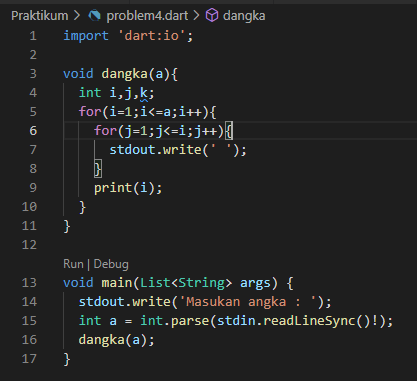 Praktikum > problem4.dart > dangka
1 import 'dart:io';
2
3 void dangka(a){
4 int i,j,k;
5 for(i=1;i<=a;i++){
6 for(j=1;j<=i;j++){
7 stdout.write(' ');
8 }
9 print(i);
10 }
11 }
12
Run | Debug
13 void main(List<String> args) {
14 stdout.write('Masukan angka : ');
15 int a = int.parse(stdin.readLineSync()!);
16 dangka(a);
17 }